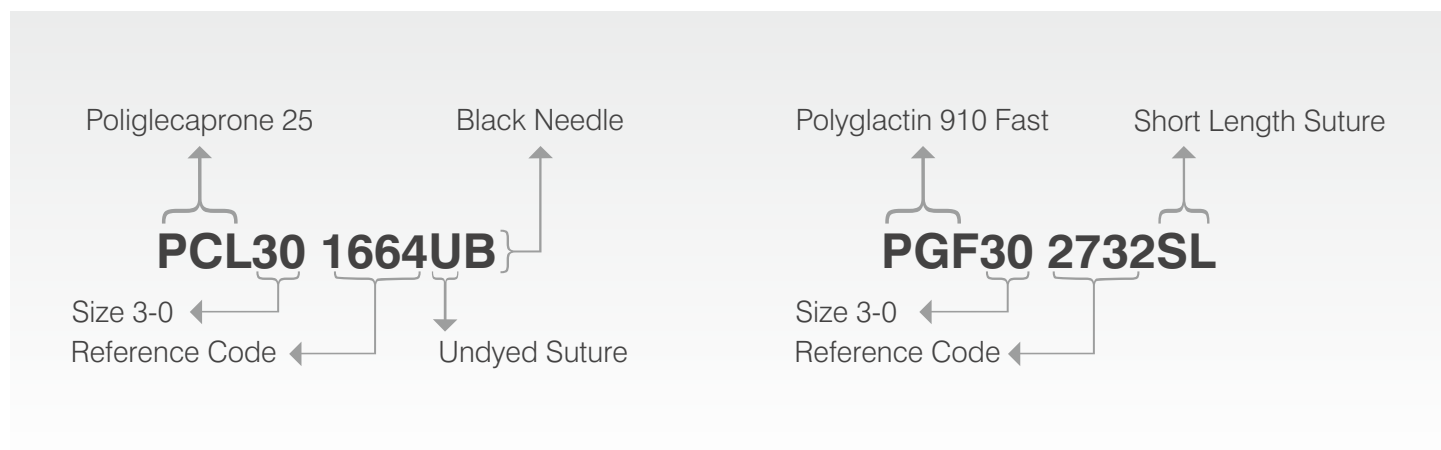 Poliglecaprone 25
Black Needle
PCL30 1664UB
Size 3-0
Reference Code
Undyed Suture
Polyglactin 910 Fast
Short Length Suture
PGF30 2732SL
Size 3-0
Reference Code